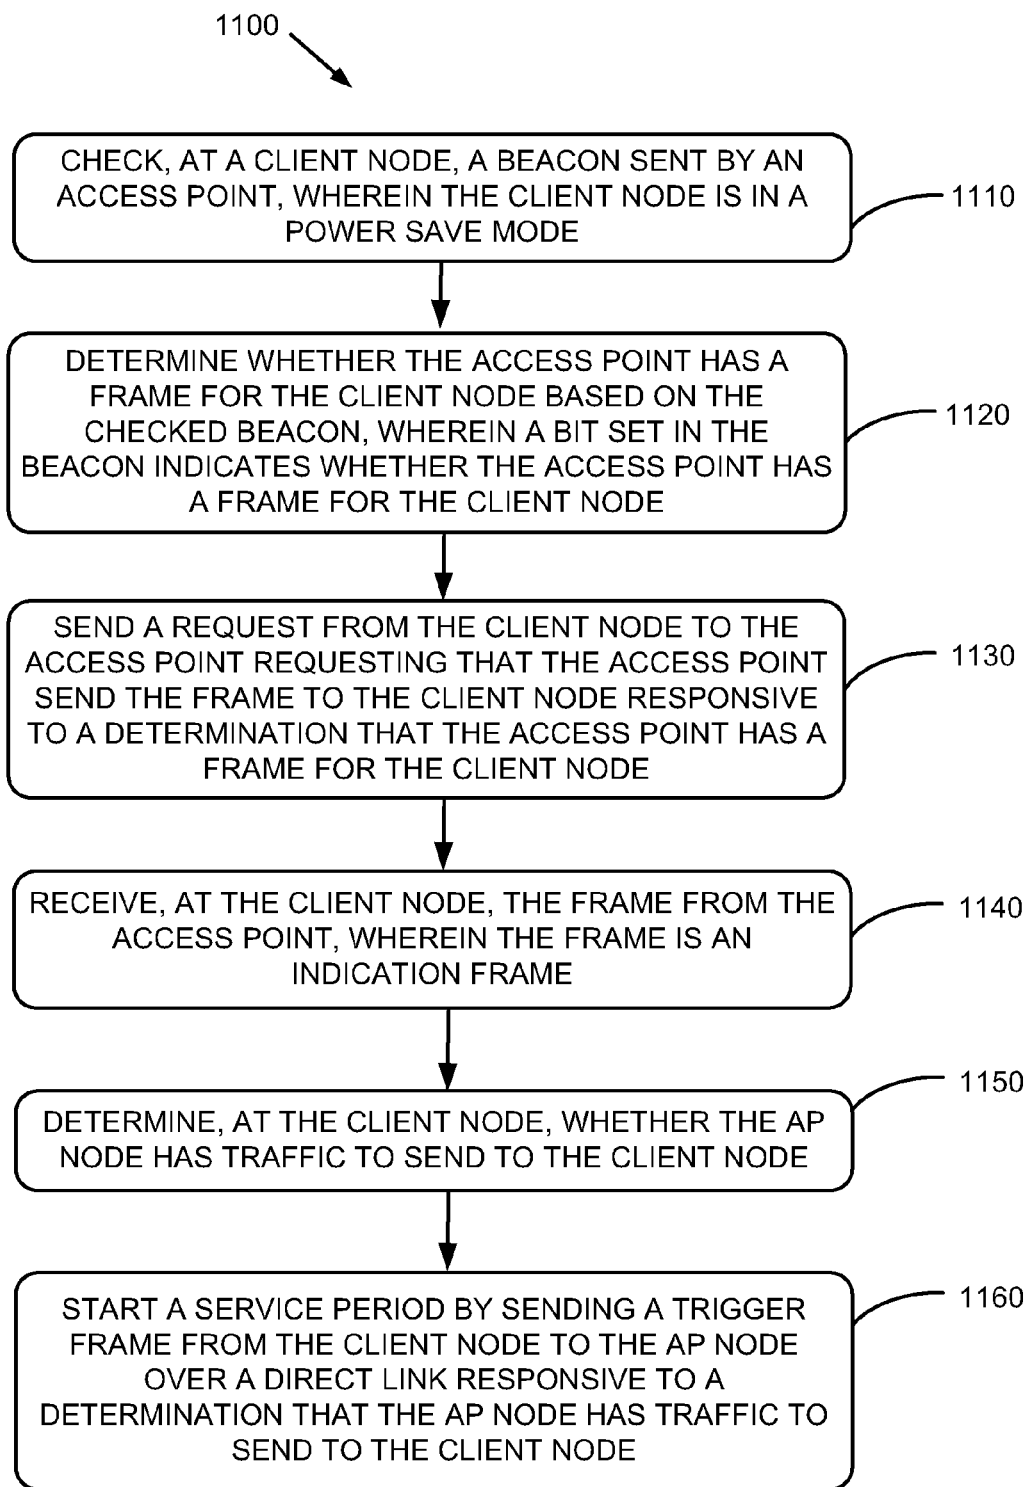 1100
CHECK, AT A CLIENT NODE, A BEACON SENT BY AN
ACCESS POINT, WHEREIN THE CLIENT NODE IS IN A
POWER SAVE MODE
1110
DETERMINE WHETHER THE ACCESS POINT HAS A
FRAME FOR THE CLIENT NODE BASED ON THE
CHECKED BEACON, WHEREIN A BIT SET IN THE
BEACON INDICATES WHETHER THE ACCESS POINT HAS
A FRAME FOR THE CLIENT NODE
1120
SEND A REQUEST FROM THE CLIENT NODE TO THE
ACCESS POINT REQUESTING THAT THE ACCESS POINT
SEND THE FRAME TO THE CLIENT NODE RESPONSIVE
TO A DETERMINATION THAT THE ACCESS POINT HAS A
FRAME FOR THE CLIENT NODE
1130
RECEIVE, AT THE CLIENT NODE, THE FRAME FROM THE
ACCESS POINT, WHEREIN THE FRAME IS AN
INDICATION FRAME
1140
DETERMINE, AT THE CLIENT NODE, WHETHER THE AP
NODE HAS TRAFFIC TO SEND TO THE CLIENT NODE
1150
START A SERVICE PERIOD BY SENDING A TRIGGER
FRAME FROM THE CLIENT NODE TO THE AP NODE
OVER A DIRECT LINK RESPONSIVE TO A
DETERMINATION THAT THE AP NODE HAS TRAFFIC TO
SEND TO THE CLIENT NODE
1160